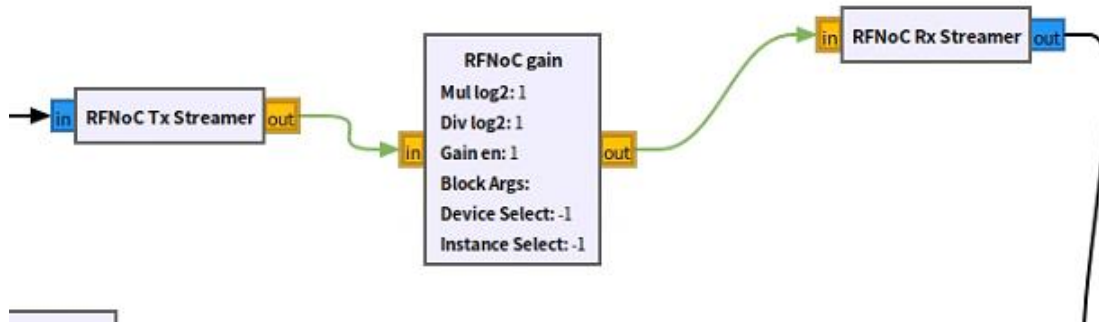 in
RFNoC Tx Streamer
out
in
RFNoC gain
Mul log2: 1
Div log2: 1
Gain en: 1
Block Args:
Device Select: -1
Instance Select: -1
out
in
RFNoC Rx Streamer
out